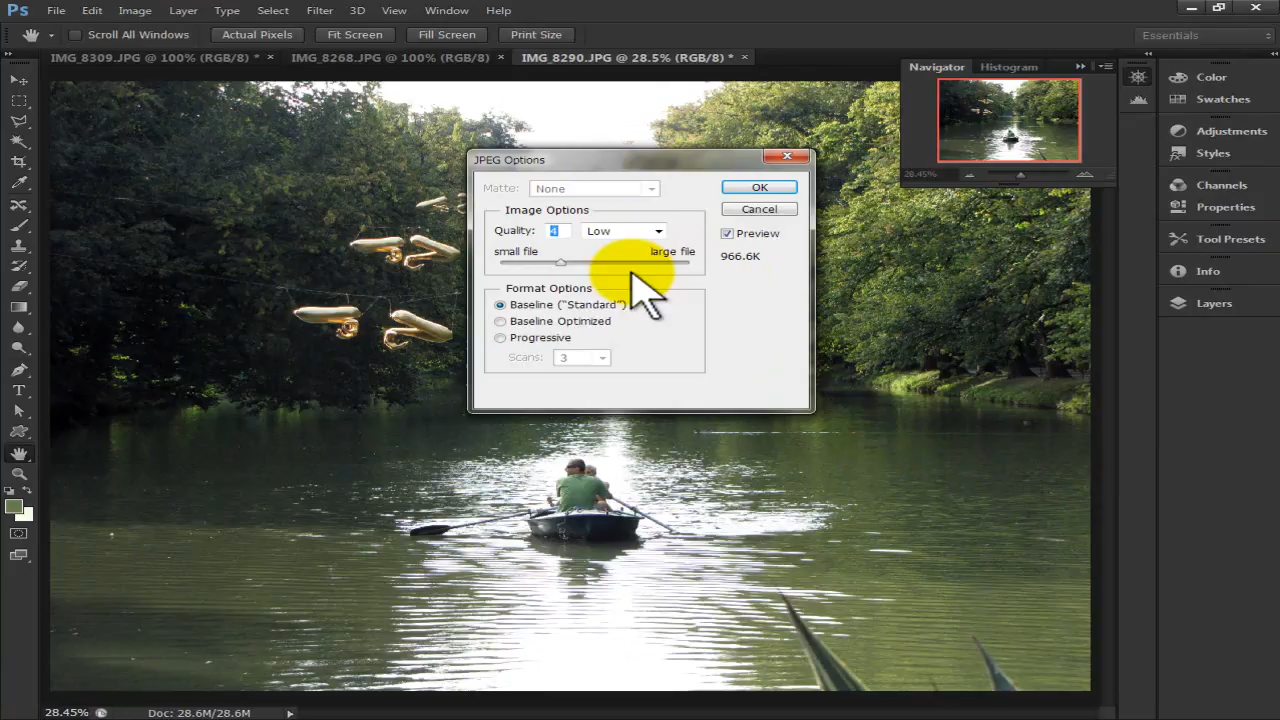 Ps File Edit Image Layer Type Select Filter 3D View Window Help
Scroll All Windows Actual Pixels Fit Screen Fill Screen Print Size Essentials
IMG_8309.JPG @ 100% (RGB/8) * × IMG_8268.JPG @ 100% (RGB/8) × IMG_8290.JPG @ 28.5% (RGB/8) * ×
Navigator Histogram
28.45%
Color
Swatches
Adjustments
Styles
Channels
Properties
Tool Presets
Info
Layers
JPEG Options
Matte: None
OK
Image Options
Cancel
Quality: 4 Low
Preview
small file large file
966.6K
Format Options
Baseline ("Standard")
Baseline Optimized
Progressive
Scans: 3
28.45% Doc: 28.6M/28.6M